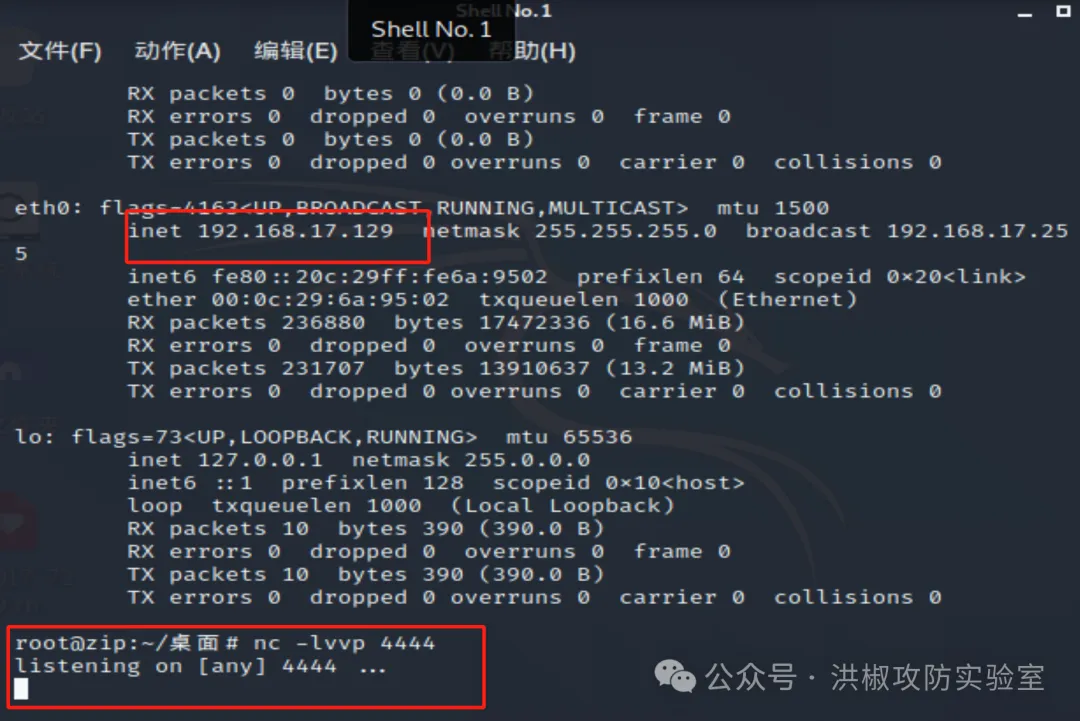 Shell No.1
Shell No. 1
文件(F) 动作(A) 编辑(E) 查看(V) 帮助(H)
RX packets 0 bytes 0 (0.0 B)
RX errors 0 dropped 0 overruns 0 frame 0
TX packets 0 bytes 0 (0.0 B)
TX errors 0 dropped 0 overruns 0 carrier 0 collisions 0
eth0: flags=4163<UP,BROADCAST,RUNNING,MULTICAST> mtu 1500
inet 192.168.17.129 netmask 255.255.255.0 broadcast 192.168.17.25
5
inet6 fe80::20c:29ff:fe6a:9502 prefixlen 64 scopeid 0×20<link>
ether 00:0c:29:6a:95:02 txqueuelen 1000 (Ethernet)
RX packets 236880 bytes 17472336 (16.6 MiB)
RX errors 0 dropped 0 overruns 0 frame 0
TX packets 231707 bytes 13910637 (13.2 MiB)
TX errors 0 dropped 0 overruns 0 carrier 0 collisions 0
lo: flags=73<UP,LOOPBACK,RUNNING> mtu 65536
inet 127.0.0.1 netmask 255.0.0.0
inet6 ::1 prefixlen 128 scopeid 0×10<host>
loop txqueuelen 1000 (Local Loopback)
RX packets 10 bytes 390 (390.0 B)
RX errors 0 dropped 0 overruns 0 frame 0
TX packets 10 bytes 390 (390.0 B)
TX errors 0 dropped 0 overruns 0 carrier 0 collisions 0
root@zip:~/桌面# nc -lvvp 4444
listening on [any] 4444 ...
公众号 · 洪椒攻防实验室